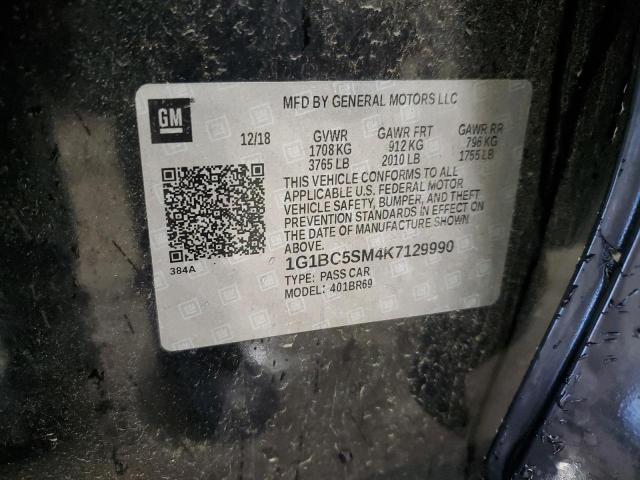 GM
MFD BY GENERAL MOTORS LLC
12/18 GVWR GAWR FRT GAWR RR
1708 KG 912 KG 796 KG
3765 LB 2010 LB 1755 LB
THIS VEHICLE CONFORMS TO ALL
APPLICABLE U.S. FEDERAL MOTOR
VEHICLE SAFETY, BUMPER, AND THEFT
PREVENTION STANDARDS IN EFFECT ON
THE DATE OF MANUFACTURE SHOWN
ABOVE.
384A
1G1BC5SM4K7129990
TYPE: PASS CAR
MODEL: 401BR69